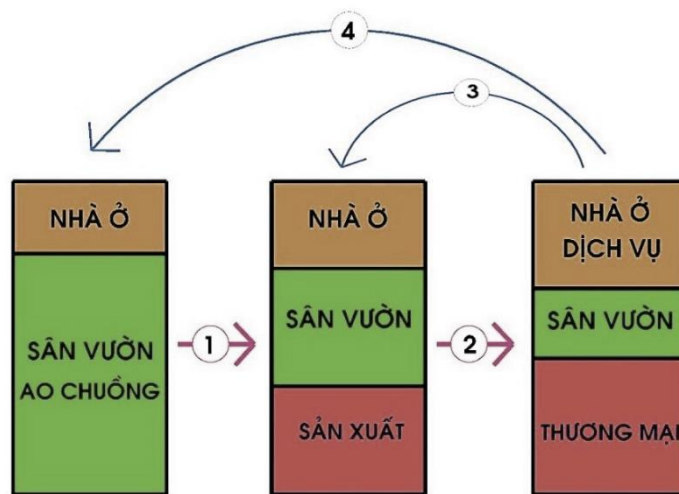 4
3
NHÀ Ở
SÂN VƯỜN
AO CHUỒNG
1
NHÀ Ở
SÂN VƯỜN
SẢN XUẤT
2
NHÀ Ở
DỊCH VỤ
SÂN VƯỜN
THƯƠNG MẠI